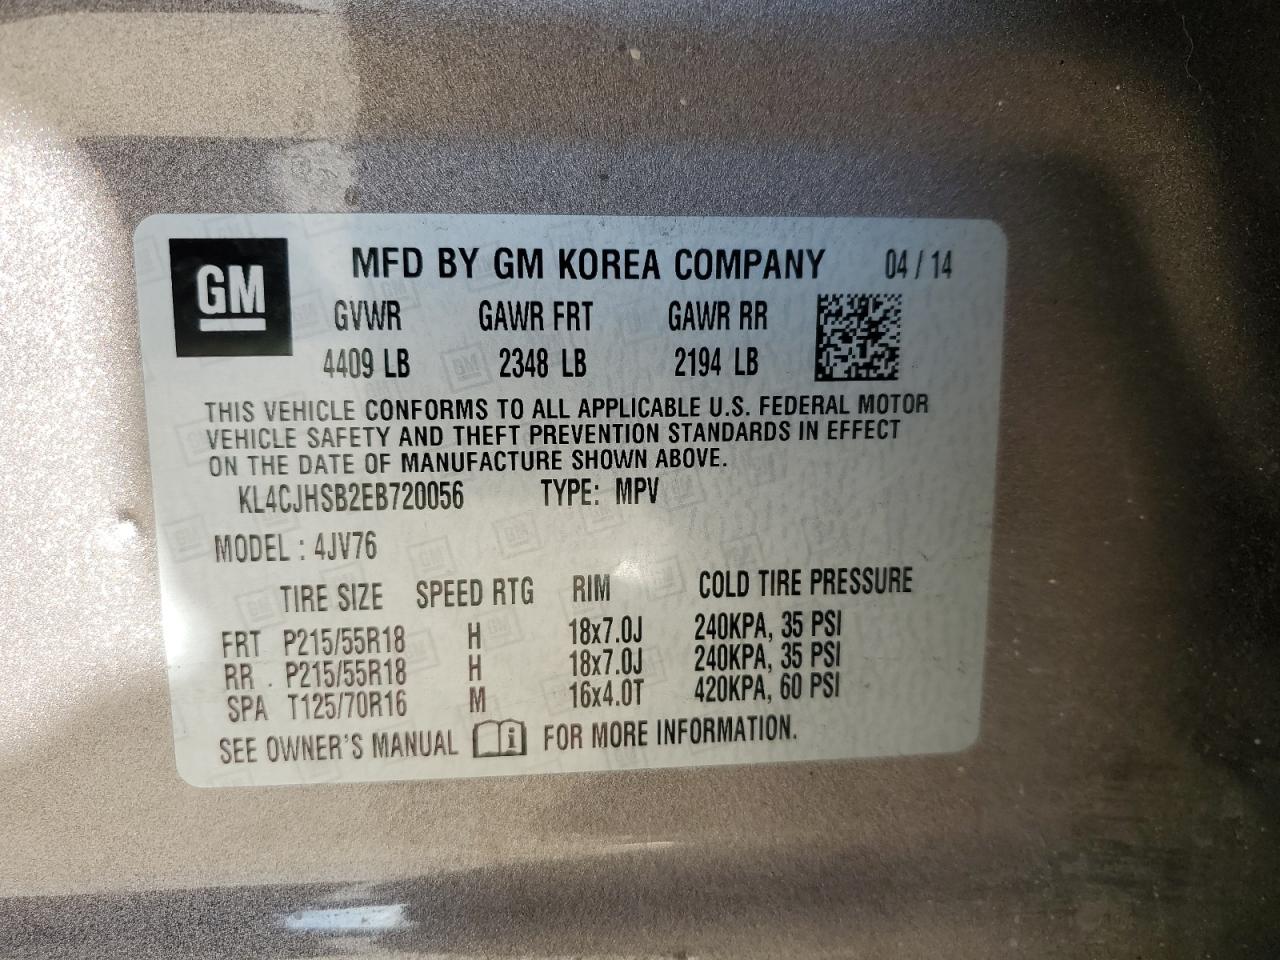 GM
MFD BY GM KOREA COMPANY 04 / 14
GVWR GAWR FRT GAWR RR
4409 LB 2348 LB 2194 LB
THIS VEHICLE CONFORMS TO ALL APPLICABLE U.S. FEDERAL MOTOR
VEHICLE SAFETY AND THEFT PREVENTION STANDARDS IN EFFECT
ON THE DATE OF MANUFACTURE SHOWN ABOVE.
KL4CJHSB2EB720056 TYPE: MPV
MODEL : 4JV76
TIRE SIZE SPEED RTG RIM COLD TIRE PRESSURE
FRT P215/55R18 H 18x7.0J 240KPA, 35 PSI
RR . P215/55R18 H 18x7.0J 240KPA, 35 PSI
SPA T125/70R16 M 16x4.0T 420KPA, 60 PSI
SEE OWNER'S MANUAL i FOR MORE INFORMATION.